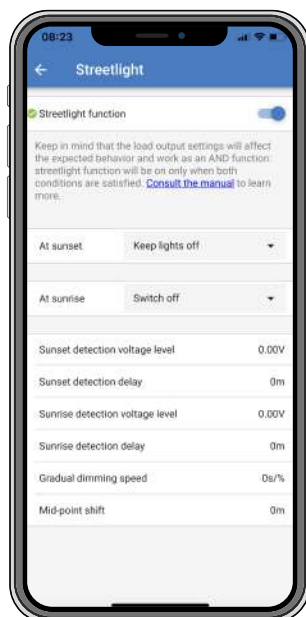 08:23
Streetlight
Streetlight function
Keep in mind that the load output settings will affect
the expected behavior and work as an AND function:
streetlight function will be on only when both
conditions are satisfied. Consult the manual to learn
more.
At sunset Keep lights off
At sunrise Switch off
Sunset detection voltage level 0.00V
Sunset detection delay 0m
Sunrise detection voltage level 0.00V
Sunrise detection delay 0m
Gradual dimming speed 0s/%
Mid-point shift 0m